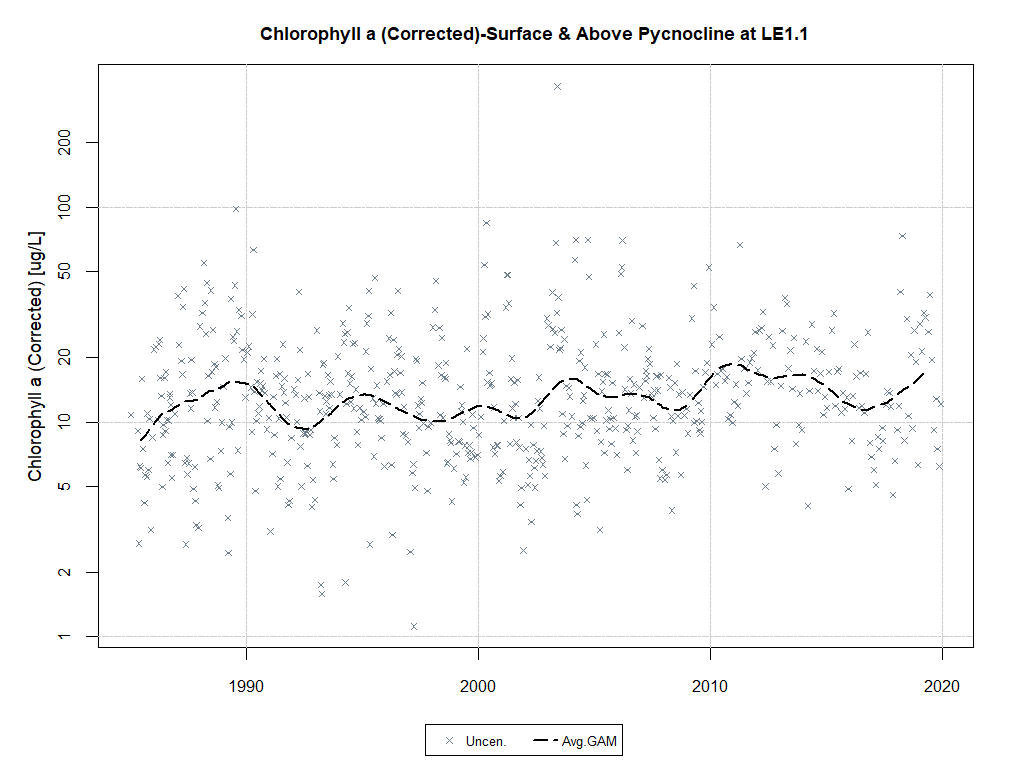 Chlorophyll a (Corrected)-Surface & Above Pycnocline at LE1.1
Chlorophyll a (Corrected) [ug/L]
200
100
50
20
10
5
2
1
1990 2000 2010 2020
Uncen. Avg.GAM